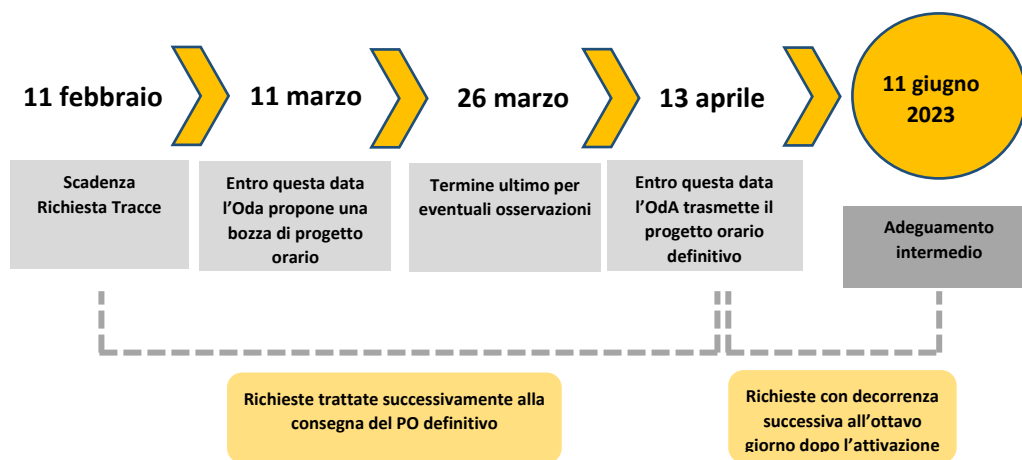 11 febbraio
11 marzo
26 marzo
13 aprile
11 giugno
2023
Scadenza
Richiesta Tracce
Entro questa data
l’Oda propone una
bozza di progetto
orario
Termine ultimo per
eventuali osservazioni
Entro questa data
l’OdA trasmette il
progetto orario
definitivo
Adeguamento
intermedio
Richieste trattate successivamente alla
consegna del PO definitivo
Richieste con decorrenza
successiva all’ottavo
giorno dopo l’attivazione